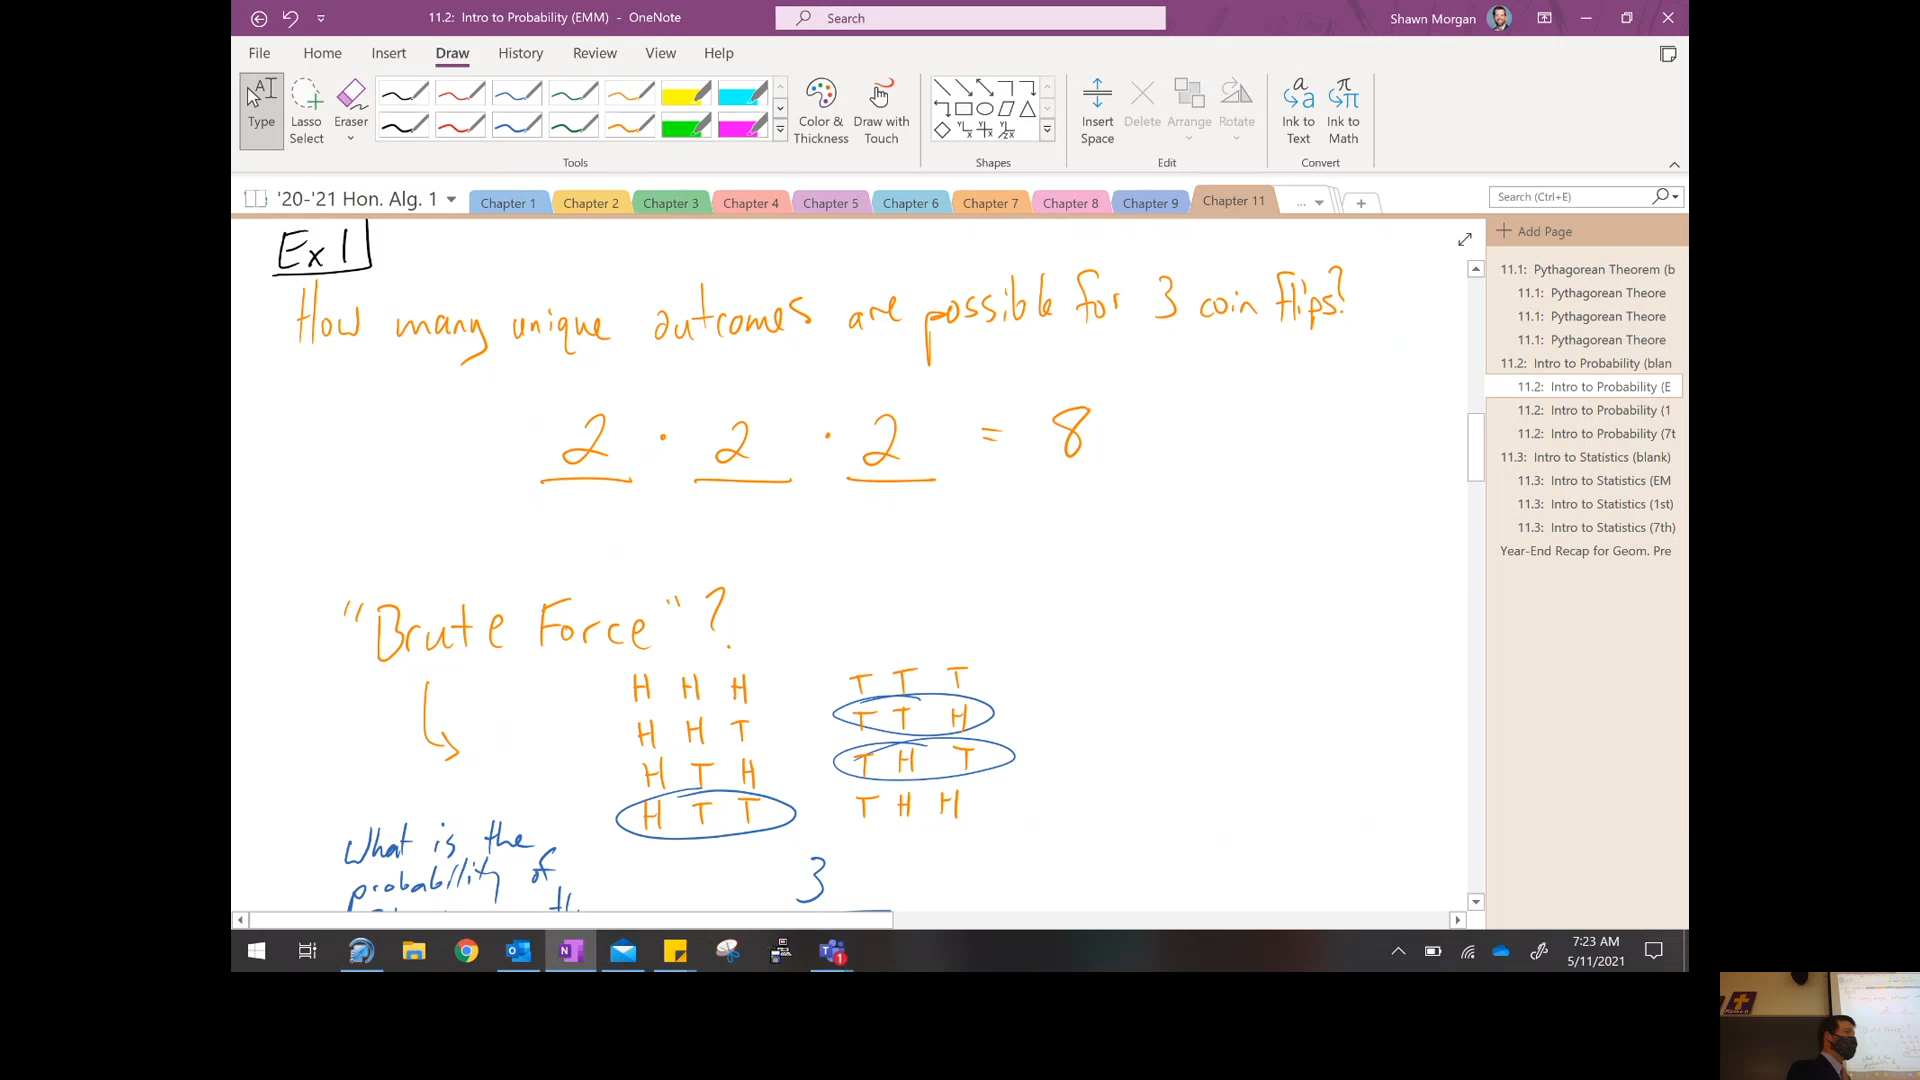 11.2: Intro to Probability (EMM) - OneNote
Search
Shawn Morgan
File Home Insert Draw History Review View Help
Type
Lasso Select
Eraser
Color & Thickness
Draw with Touch
Insert Space
Delete
Arrange
Rotate
Ink to Text
Ink to Math
Tools
Shapes
Edit
Convert
'20-'21 Hon. Alg. 1
Chapter 1 Chapter 2 Chapter 3 Chapter 4 Chapter 5 Chapter 6 Chapter 7 Chapter 8 Chapter 9 Chapter 11 ...
Search (Ctrl+E)
Add Page
11.1: Pythagorean Theorem (b
11.1: Pythagorean Theore
11.1: Pythagorean Theore
11.1: Pythagorean Theore
11.2: Intro to Probability (blan
11.2: Intro to Probability (E
11.2: Intro to Probability (1
11.2: Intro to Probability (7t
11.3: Intro to Statistics (blank)
11.3: Intro to Statistics (EM
11.3: Intro to Statistics (1st)
11.3: Intro to Statistics (7th)
Year-End Recap for Geom. Pre
Ex 1
How many unique outcomes are possible for 3 coin flips?
2 · 2 · 2 = 8
"Brute Force"?
H H H
H H T
H T H
H T T
T T T
T T H
T H T
T H H
What is the
probability of
3
7:23 AM
5/11/2021